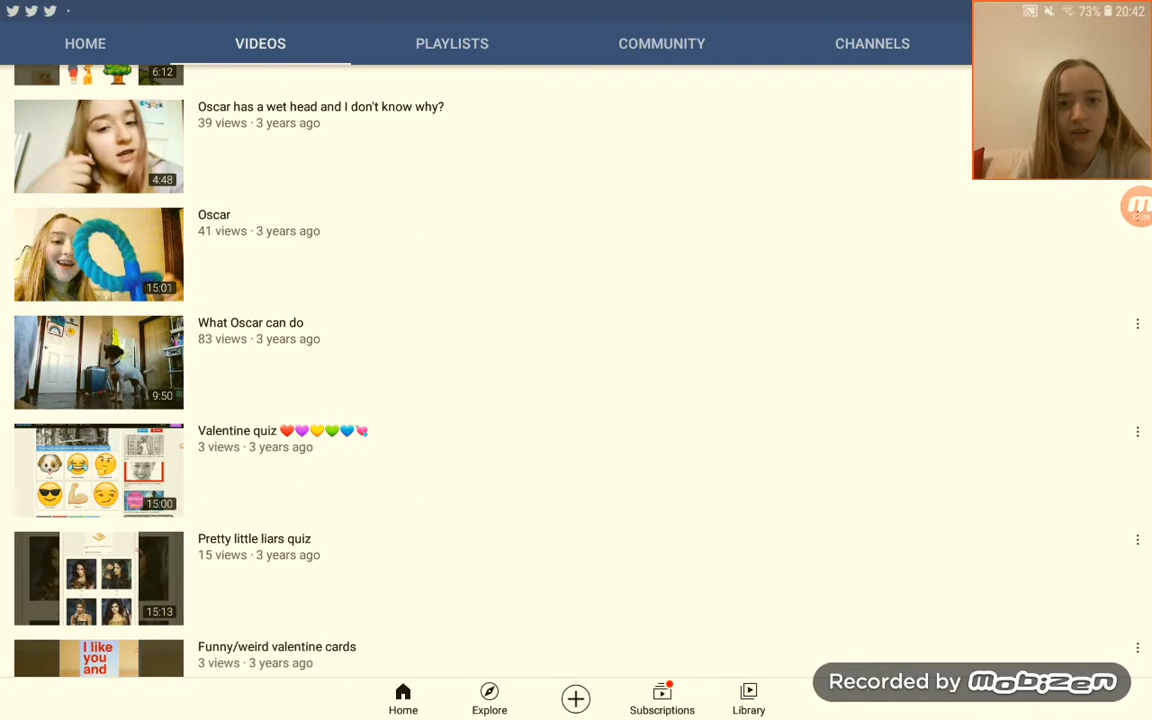 73% 20:42
HOME VIDEOS PLAYLISTS COMMUNITY CHANNELS
6:12
Oscar has a wet head and I don't know why?
39 views · 3 years ago
4:48
Oscar
41 views · 3 years ago
15:01
What Oscar can do
83 views · 3 years ago
9:50
Valentine quiz ❤️💜💛💚💙💘
3 views · 3 years ago
15:00
Pretty little liars quiz
15 views · 3 years ago
15:13
Funny/weird valentine cards
3 views · 3 years ago
I like
you
and
Home Explore Subscriptions Library
Recorded by mobizen